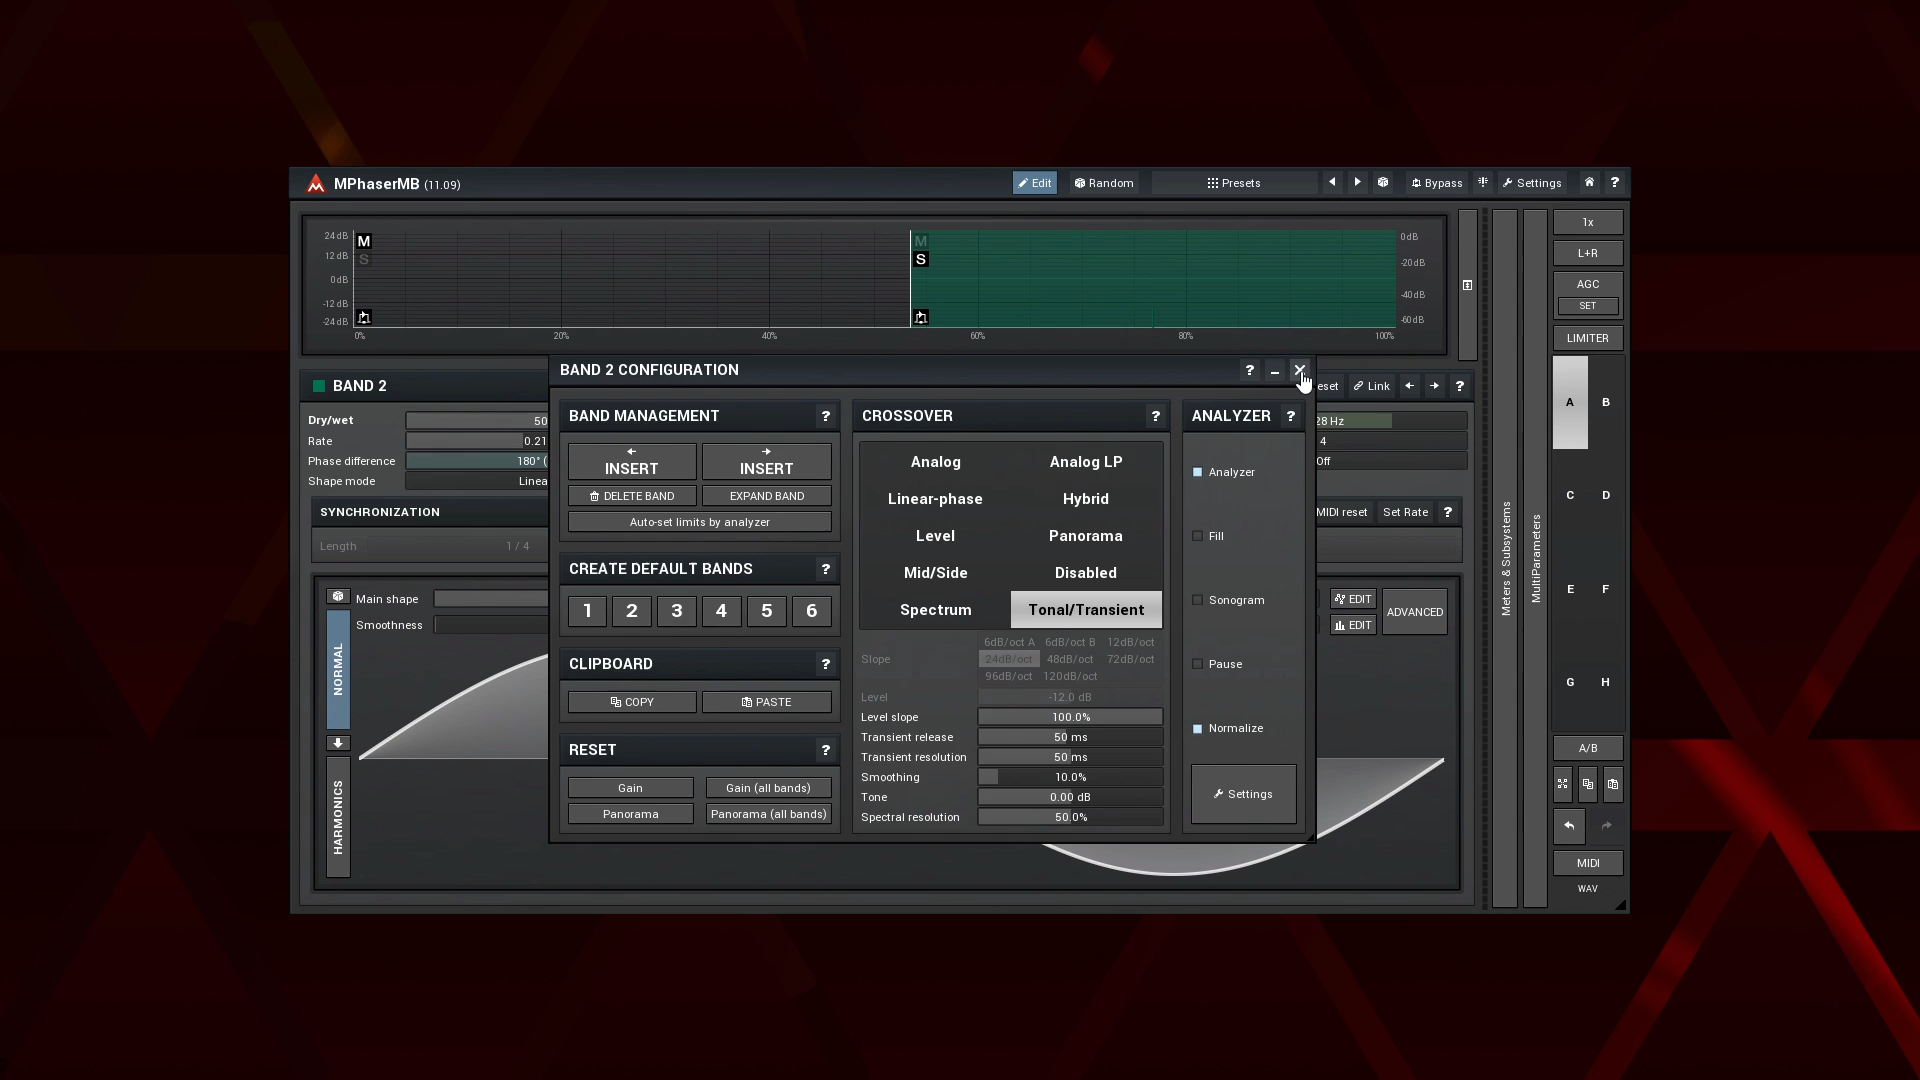 MPhaserMB (11.09)
Edit
Random
Presets
Bypass
Settings
?
24 dB
12 dB
0 dB
-12 dB
-24 dB
M
S
M
S
0 dB
-20 dB
-40 dB
-60 dB
0%
20%
40%
60%
80%
100%
1x
L+R
AGC
SET
LIMITER
A B
C D
E F
G H
A/B
MIDI
WAV
Meters & Subsystems
MultiParameters
BAND 2
eset
Link
?
Dry/wet 50
Rate 0.21
Phase difference 180° (
Shape mode Linea
28 Hz
4
Off
SYNCHRONIZATION
MIDI reset
Set Rate
?
Length 1 / 4
Main shape
Smoothness
EDIT
EDIT
ADVANCED
NORMAL
HARMONICS
BAND 2 CONFIGURATION
?
BAND MANAGEMENT ?
INSERT INSERT
DELETE BAND EXPAND BAND
Auto-set limits by analyzer
CREATE DEFAULT BANDS ?
1 2 3 4 5 6
CLIPBOARD ?
COPY PASTE
RESET ?
Gain Gain (all bands)
Panorama Panorama (all bands)
CROSSOVER ?
Analog Analog LP
Linear-phase Hybrid
Level Panorama
Mid/Side Disabled
Spectrum Tonal/Transient
6dB/oct A 6dB/oct B 12dB/oct
Slope 24dB/oct 48dB/oct 72dB/oct
96dB/oct 120dB/oct
Level -12.0 dB
Level slope 100.0%
Transient release 50 ms
Transient resolution 50 ms
Smoothing 10.0%
Tone 0.00 dB
Spectral resolution 50.0%
ANALYZER ?
Analyzer
Fill
Sonogram
Pause
Normalize
Settings